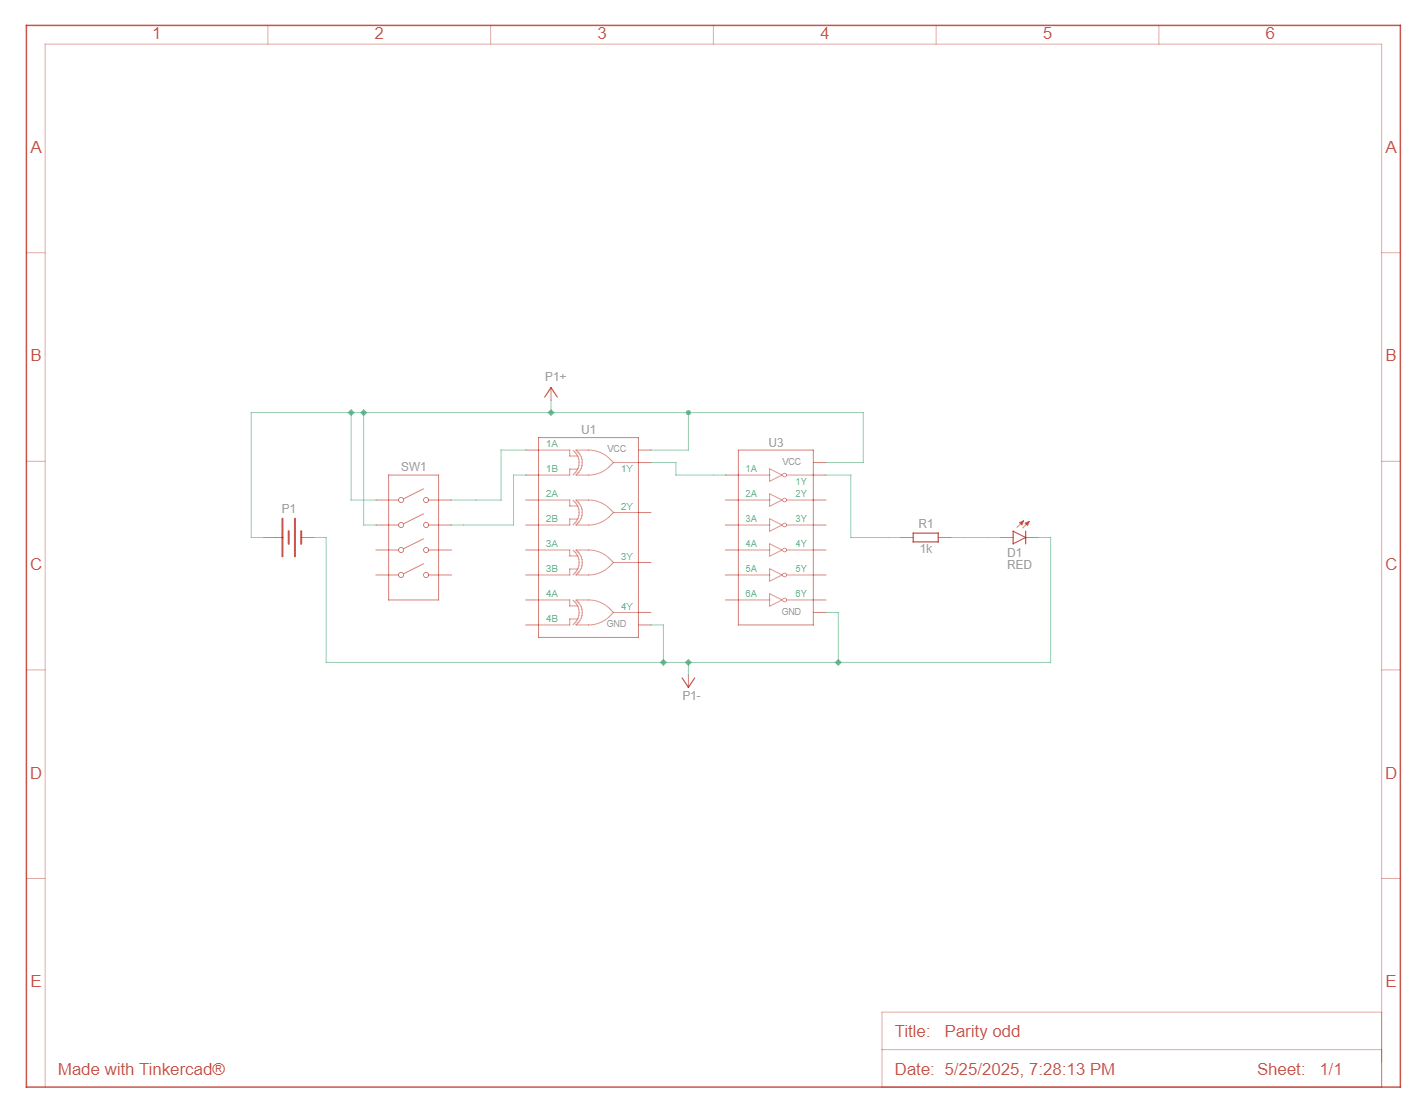 1 2 3 4 5 6
A A
B B
P1+
U1
U3
SW1
P1
1A VCC
1B 1Y
2A 2Y
2B
3A 3Y
3B
4A 4Y
4B GND
VCC
1A 1Y
2A 2Y
3A 3Y
4A 4Y
5A 5Y
6A 6Y
GND
R1
1k
D1
RED
C C
P1-
D D
E E
Title: Parity odd
Date: 5/25/2025, 7:28:13 PM Sheet: 1/1
Made with Tinkercad®